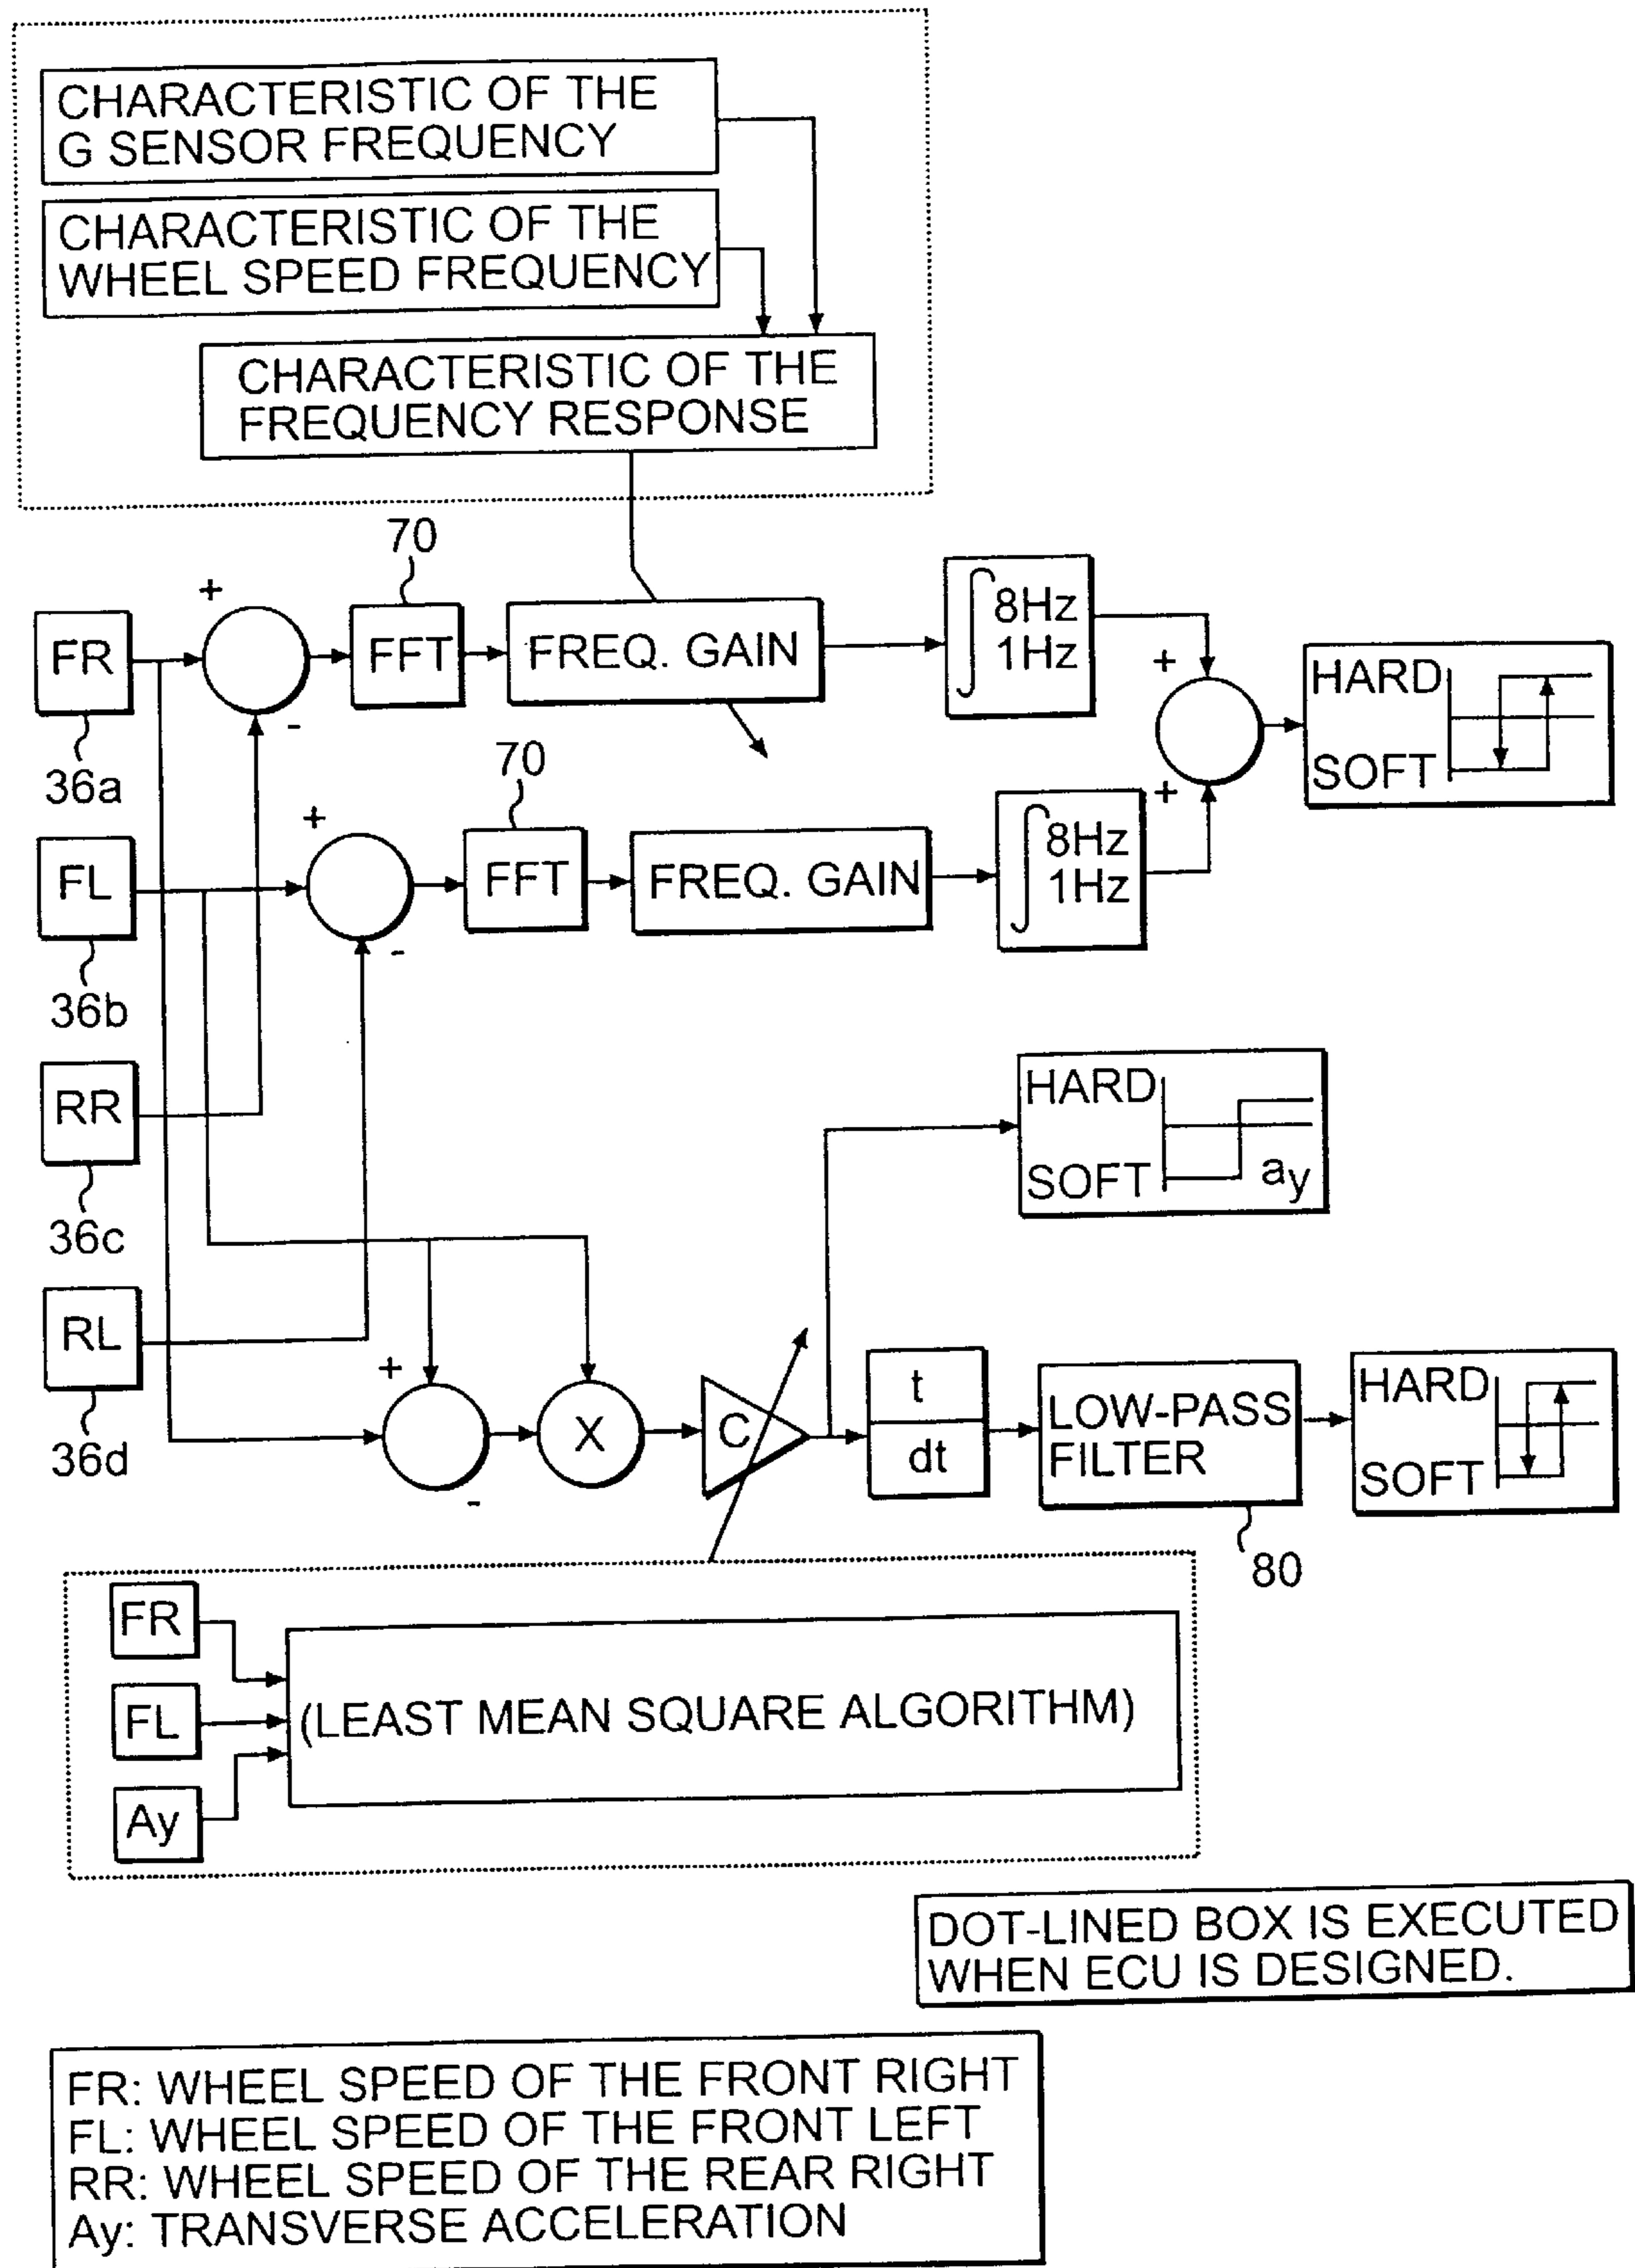 CHARACTERISTIC OF THE
G SENSOR FREQUENCY
CHARACTERISTIC OF THE
WHEEL SPEED FREQUENCY
CHARACTERISTIC OF THE
FREQUENCY RESPONSE
70
+
FR
-
FFT
FREQ. GAIN
8Hz
1Hz
+
+
HARD
SOFT
36a
70
+
FL
-
FFT
FREQ. GAIN
8Hz
1Hz
36b
RR
36c
HARD
SOFT
ay
RL
36d
+
-
X
C
t
dt
LOW-PASS
FILTER
80
HARD
SOFT
FR
FL
Ay
(LEAST MEAN SQUARE ALGORITHM)
DOT-LINED BOX IS EXECUTED
WHEN ECU IS DESIGNED.
FR: WHEEL SPEED OF THE FRONT RIGHT
FL: WHEEL SPEED OF THE FRONT LEFT
RR: WHEEL SPEED OF THE REAR RIGHT
Ay: TRANSVERSE ACCELERATION